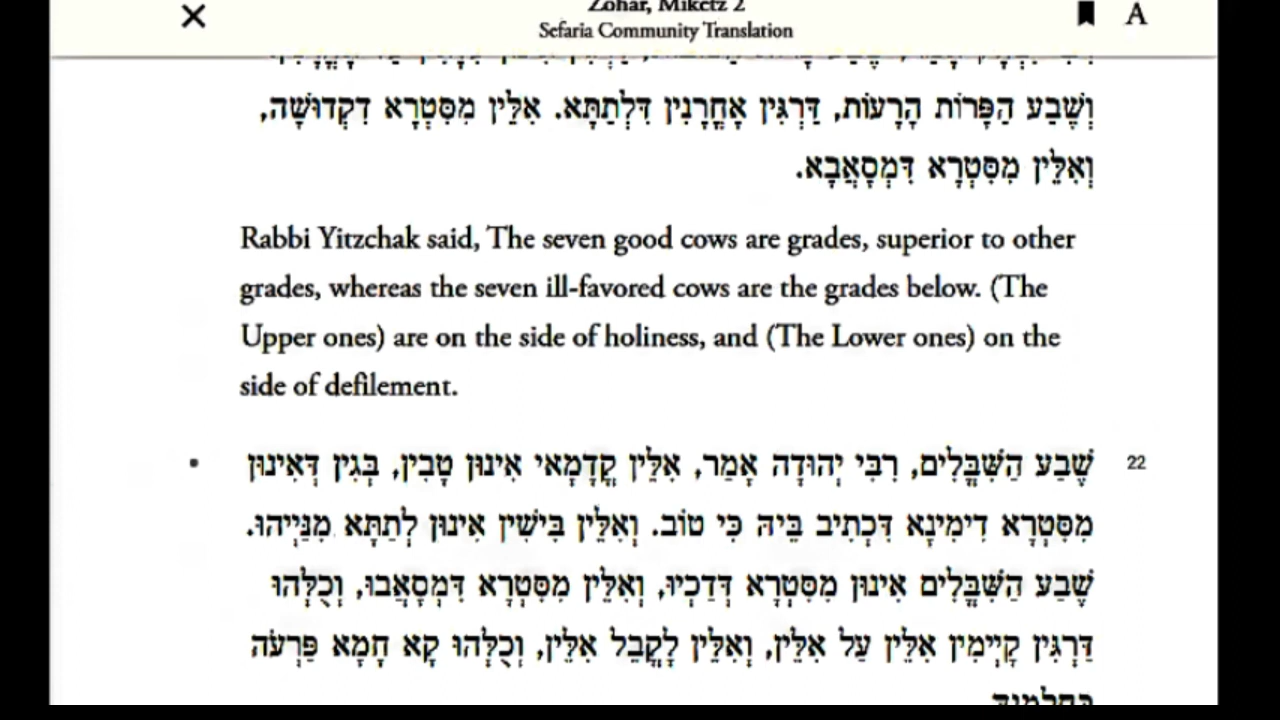 Zohar, Miketz 2
A
Sefaria Community Translation
וְשֶׁבַע הַפָּרוֹת הָרָעוֹת, דַּרְגִּין אָחֳרָנִין דִּלְתַתָּא. אִלֵּין מִסִּטְרָא דִקְדוּשָׁה,
וְאִלֵּין מִסִּטְרָא דִּמְסָאֲבָא.
Rabbi Yitzchak said, The seven good cows are grades, superior to other
grades, whereas the seven ill-favored cows are the grades below. (The
Upper ones) are on the side of holiness, and (The Lower ones) on the
side of defilement.
22
שֶׁבַע הַשִּׁבֳּלִים, רִבִּי יְהוּדָה אָמַר, אִלֵּין קַדְמָאֵי אִינוּן טָבִין, בְּגִין דְּאִינוּן
מִסִּטְרָא דִימִינָא דִּכְתִיב בֵּיהּ כִּי טוֹב. וְאִלֵּין בִּישִׁין אִינוּן לְתַתָּא מִנַּיְיהוּ.
שֶׁבַע הַשִּׁבֳּלִים אִינוּן מִסִּטְרָא דְּדַכְיוּ, וְאִלֵּין מִסִּטְרָא דִּמְסָאֲבוּ, וְכֻלְּהוּ
דַּרְגִּין קָיְימִין אִלֵּין עַל אִלֵּין, וְאִלֵּין לָקֳבֵל אִלֵּין, וְכֻלְּהוּ קָא חָמָא פַּרְעֹה